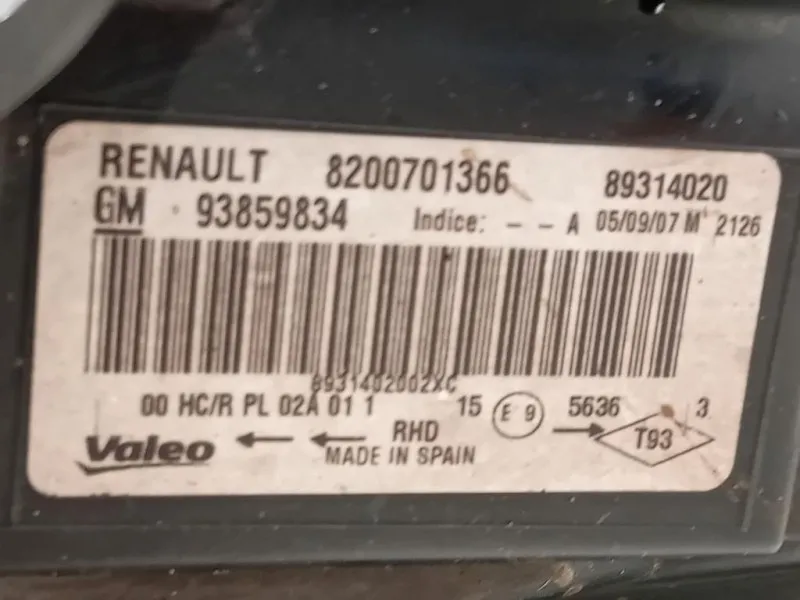 RENAULT 8200701366 89314020
GM 93859834 Indice: - - A 05/09/07 M 2126
8931402002XC
00 HC/R PL 02A 01 1 15 E 9 5636 3
Valeo RHD T93
MADE IN SPAIN